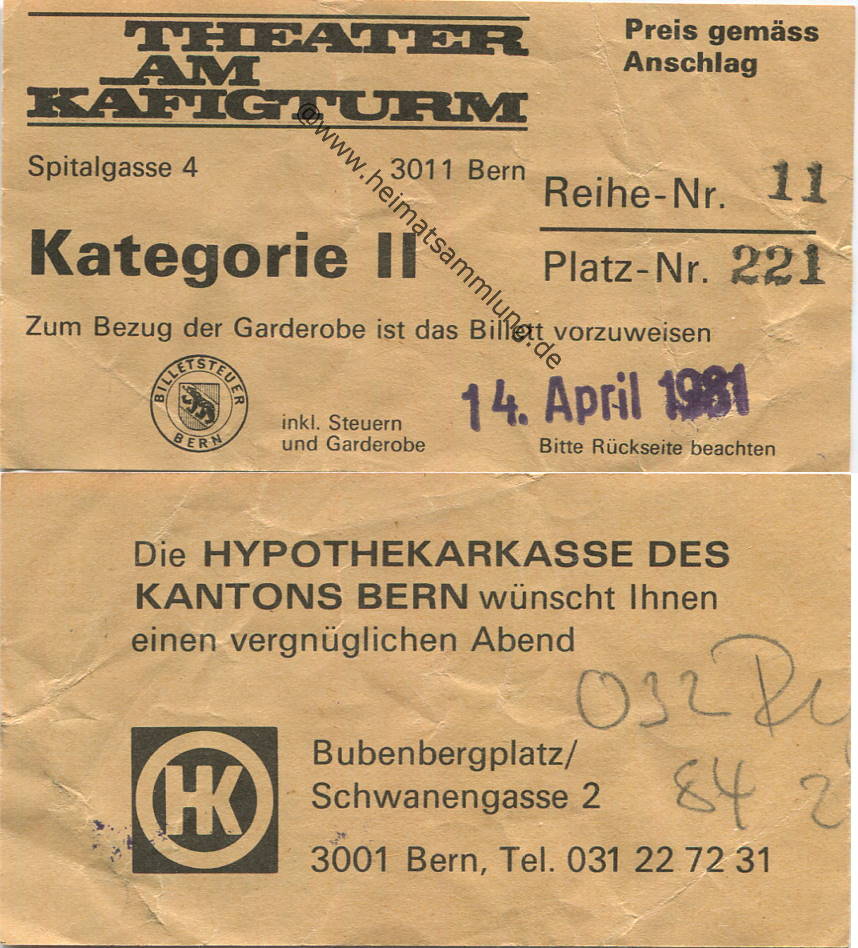 THEATER
AM
KÄFIGTURM
Preis gemäss
Anschlag
Spitalgasse 4 3011 Bern
Reihe-Nr. 11
Kategorie II
Platz-Nr. 221
Zum Bezug der Garderobe ist das Billett vorzuweisen
BILLETSTEUER
BERN
inkl. Steuern
und Garderobe
14. April 1981
Bitte Rückseite beachten
@www.heimatsammlung.de
Die HYPOTHEKARKASSE DES
KANTONS BERN wünscht Ihnen
einen vergnüglichen Abend
032
84 2
HK
Bubenbergplatz/
Schwanengasse 2
3001 Bern, Tel. 031 22 72 31